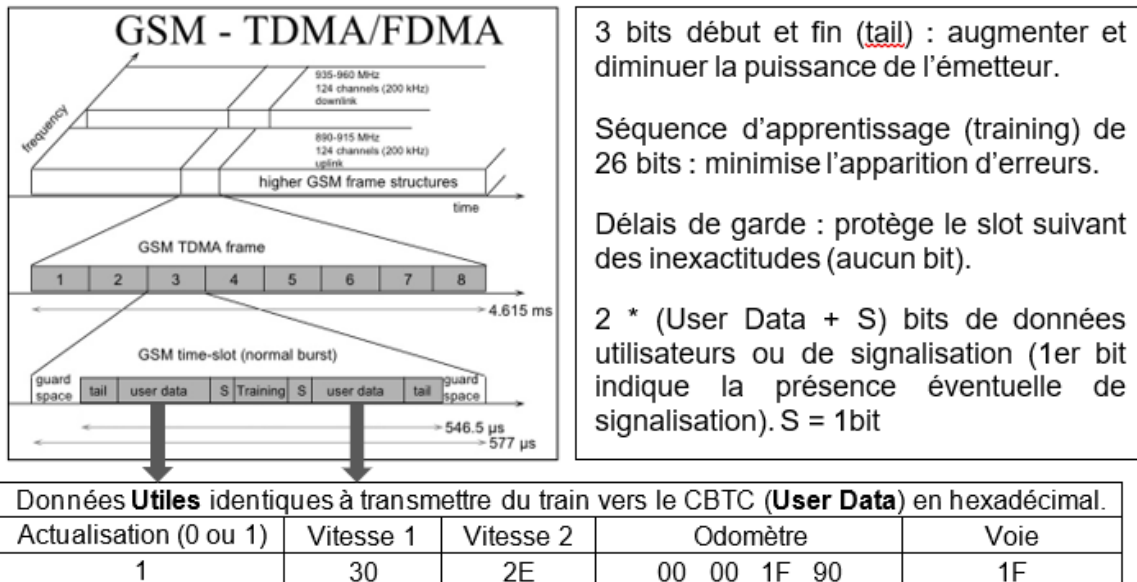 GSM - TDMA/FDMA
935-960 MHz
124 channels (200 kHz)
downlink
frequency
890-915 MHz
124 channels (200 kHz)
uplink
higher GSM frame structures
time
GSM TDMA frame
1 2 3 4 5 6 7 8
4.615 ms
GSM time-slot (normal burst)
guard space tail user data S Training S user data tail guard space
546.5 µs
577 µs
3 bits début et fin (tail) : augmenter et
diminuer la puissance de l'émetteur.
Séquence d'apprentissage (training) de
26 bits : minimise l'apparition d'erreurs.
Délais de garde : protège le slot suivant
des inexactitudes (aucun bit).
2 * (User Data + S) bits de données
utilisateurs ou de signalisation (1er bit
indique la présence éventuelle de
signalisation). S = 1bit
Données Utiles identiques à transmettre du train vers le CBTC (User Data) en hexadécimal.
Actualisation (0 ou 1) Vitesse 1 Vitesse 2 Odomètre Voie
1 30 2E 00 00 1F 90 1F